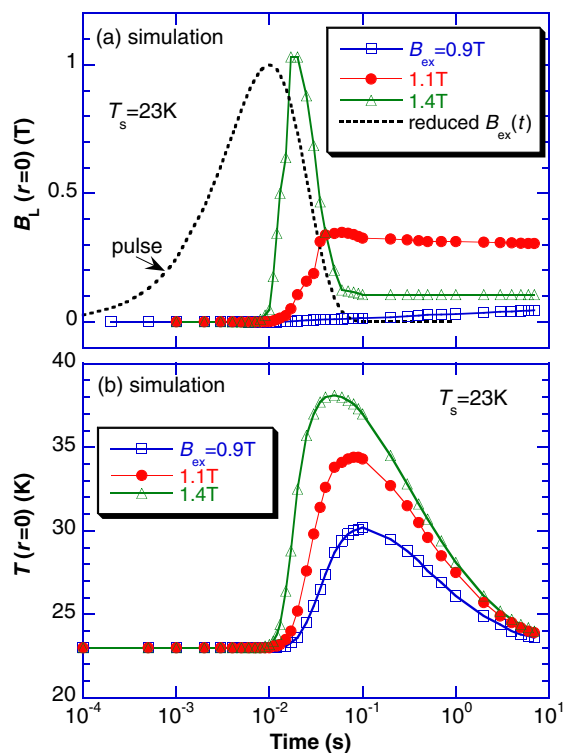 (a) simulation
B_ex=0.9T
1.1T
1.4T
reduced B_ex(t)
T_s=23K
pulse
B_L (r=0) (T)
1
0.5
0
(b) simulation
T_s=23K
B_ex=0.9T
1.1T
1.4T
T (r=0) (K)
40
35
30
25
20
10^-4 10^-3 10^-2 10^-1 10^0 10^1
Time (s)